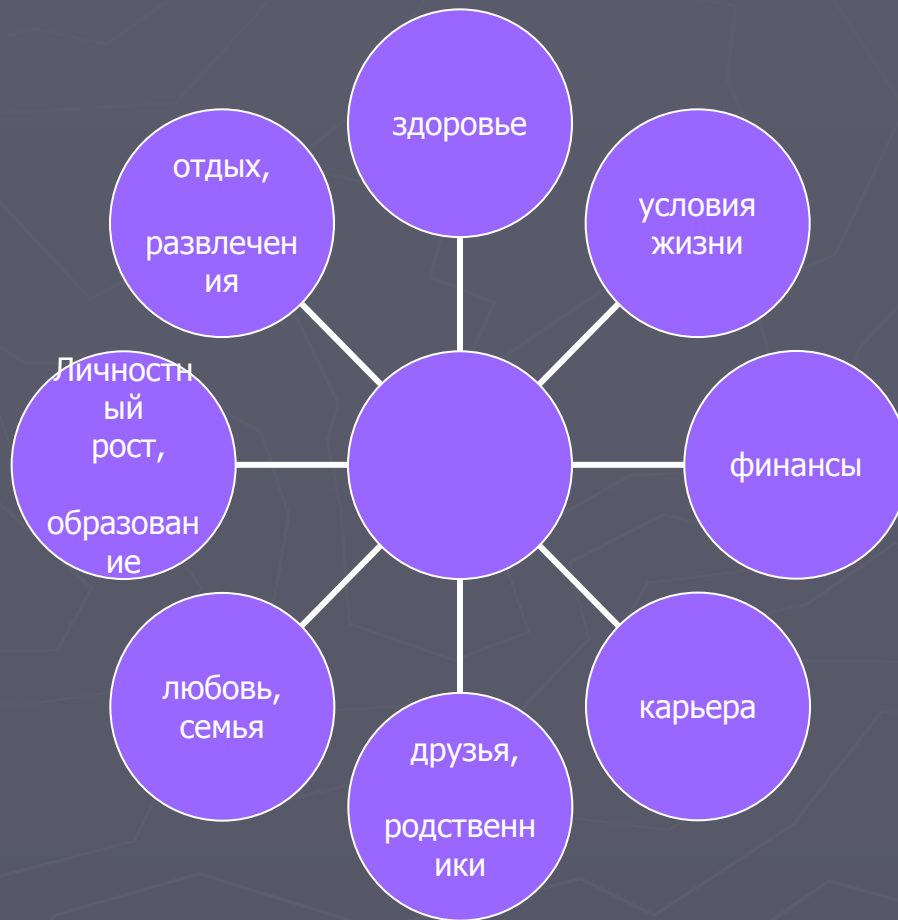 здоровье
условия
жизни
финансы
карьера
друзья,
родственн
ики
любовь,
семья
Личностн
ый
рост,
образован
ие
отдых,
развлечен
ия